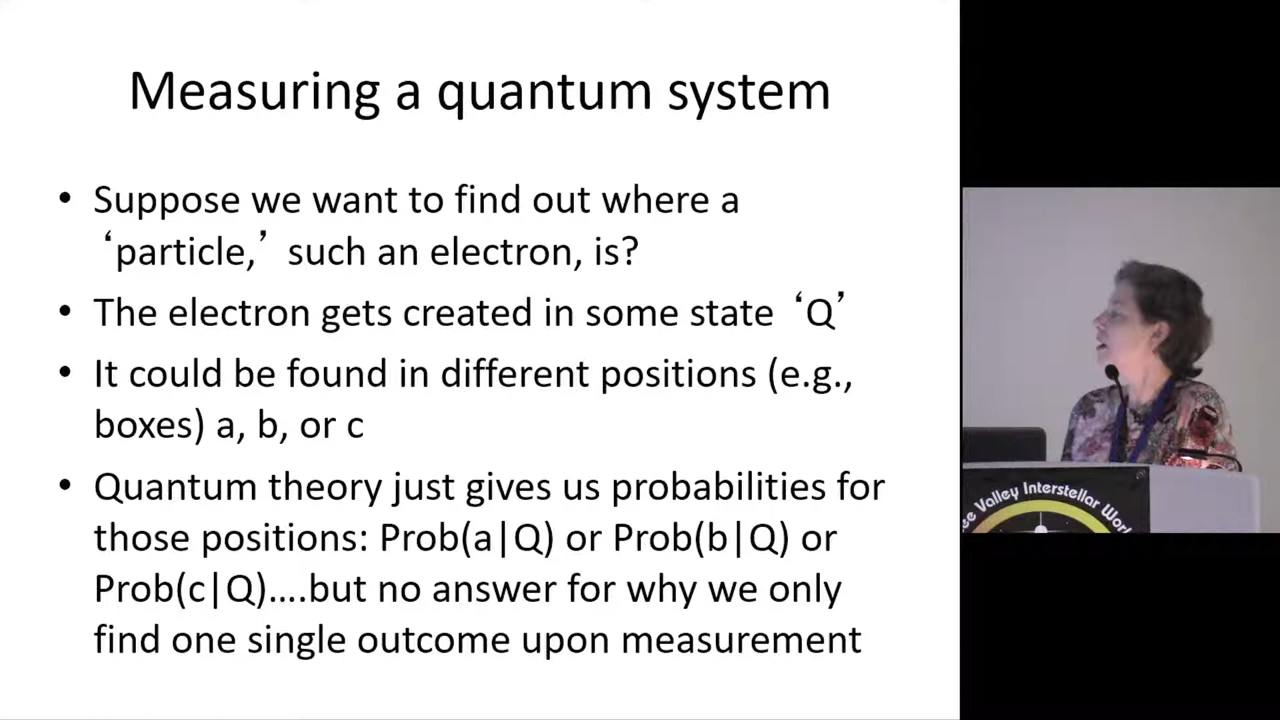 Measuring a quantum system
• Suppose we want to find out where a
‘particle,’ such an electron, is?
• The electron gets created in some state ‘Q’
• It could be found in different positions (e.g.,
boxes) a, b, or c
• Quantum theory just gives us probabilities for
those positions: Prob(a|Q) or Prob(b|Q) or
Prob(c|Q)....but no answer for why we only
find one single outcome upon measurement
Valley Interstellar